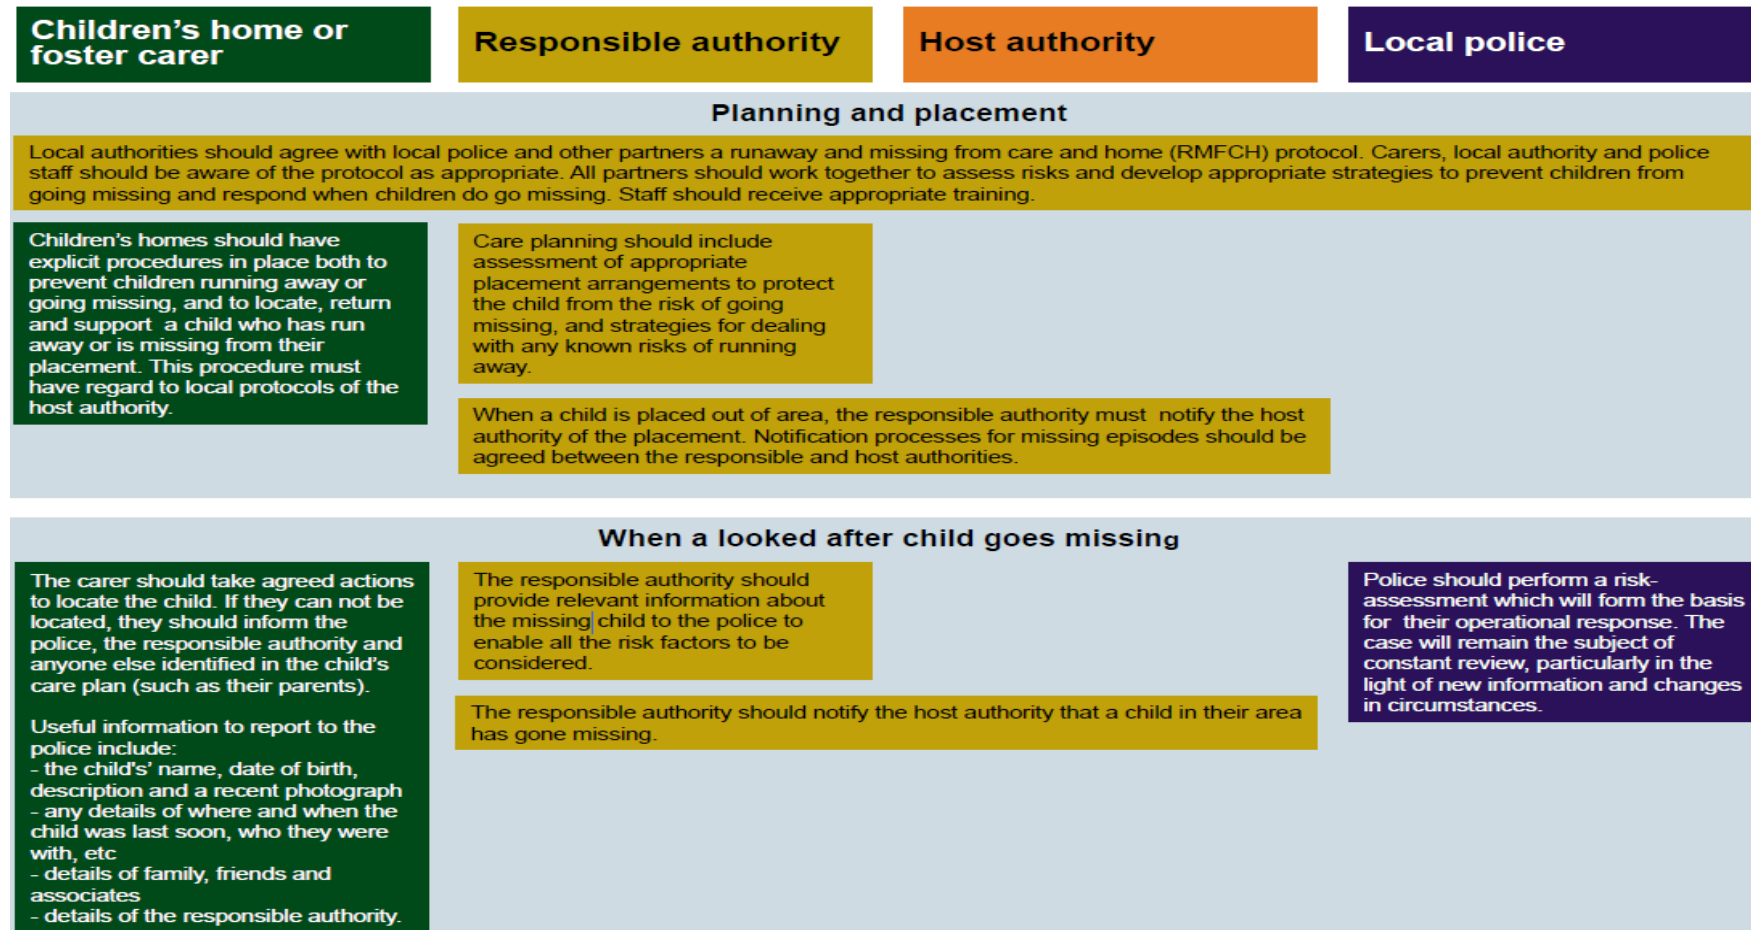 Children's home or
foster carer
Responsible authority
Host authority
Local police
Planning and placement
Local authorities should agree with local police and other partners a runaway and missing from care and home (RMFCH) protocol. Carers, local authority and police
staff should be aware of the protocol as appropriate. All partners should work together to assess risks and develop appropriate strategies to prevent children from
going missing and respond when children do go missing. Staff should receive appropriate training.
Children's homes should have
explicit procedures in place both to
prevent children running away or
going missing, and to locate, return
and support  a child who has run
away or is missing from their
placement. This procedure must
have regard to local protocols of the
host authority.
Care planning should include
assessment of appropriate
placement arrangements to protect
the child from the risk of going
missing, and strategies for dealing
with any known risks of running
away.
When a child is placed out of area, the responsible authority must  notify the host
authority of the placement. Notification processes for missing episodes should be
agreed between the responsible and host authorities.
When a looked after child goes missing
The carer should take agreed actions
to locate the child. If they can not be
located, they should inform the
police, the responsible authority and
anyone else identified in the child's
care plan (such as their parents).
Useful information to report to the
police include:
- the child's' name, date of birth,
description and a recent photograph
- any details of where and when the
child was last soon, who they were
with, etc
- details of family, friends and
associates
- details of the responsible authority.
The responsible authority should
provide relevant information about
the missing child to the police to
enable all the risk factors to be
considered.
The responsible authority should notify the host authority that a child in their area
has gone missing.
Police should perform a risk-
assessment which will form the basis
for  their operational response. The
case will remain the subject of
constant review, particularly in the
light of new information and changes
in circumstances.